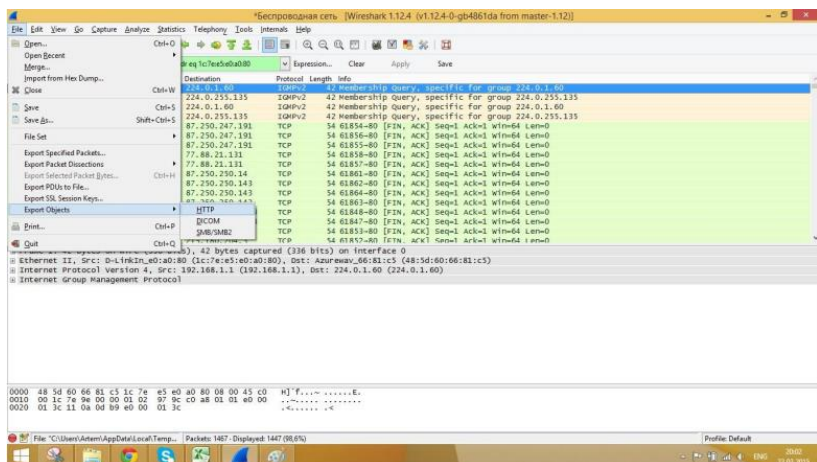 *Беспроводная сеть [Wireshark 1.12.4 (v1.12.4-0-gb4861da from master-1.12)]
File Edit View Go Capture Analyze Statistics Telephony Tools Internals Help
Open... Ctrl+O
Open Recent
Merge...
Import from Hex Dump...
Close Ctrl+W
Save Ctrl+S
Save As... Shift+Ctrl+S
File Set
Export Specified Packets...
Export Packet Dissections
Export Selected Packet Bytes... Ctrl+H
Export PDUs to File...
Export SSL Session Keys...
Export Objects
Print... Ctrl+P
Quit Ctrl+Q
HTTP
DICOM
SMB/SMB2
Expression... Clear Apply Save
Destination Protocol Length Info
224.0.1.60 IGMPv2 42 Membership Query, specific for group 224.0.1.60
224.0.255.135 IGMPv2 42 Membership Query, specific for group 224.0.255.135
224.0.1.60 IGMPv2 42 Membership Query, specific for group 224.0.1.60
224.0.255.135 IGMPv2 42 Membership Query, specific for group 224.0.255.135
87.250.247.191 TCP 54 61854→80 [FIN, ACK] Seq=1 Ack=1 Win=64 Len=0
87.250.247.191 TCP 54 61856→80 [FIN, ACK] Seq=1 Ack=1 Win=64 Len=0
87.250.247.191 TCP 54 61855→80 [FIN, ACK] Seq=1 Ack=1 Win=64 Len=0
77.88.21.131 TCP 54 61858→80 [FIN, ACK] Seq=1 Ack=1 Win=64 Len=0
77.88.21.131 TCP 54 61857→80 [FIN, ACK] Seq=1 Ack=1 Win=64 Len=0
87.250.250.14 TCP 54 61861→80 [FIN, ACK] Seq=1 Ack=1 Win=64 Len=0
87.250.250.143 TCP 54 61862→80 [FIN, ACK] Seq=1 Ack=1 Win=64 Len=0
87.250.250.143 TCP 54 61864→80 [FIN, ACK] Seq=1 Ack=1 Win=64 Len=0
TCP 54 61863→80 [FIN, ACK] Seq=1 Ack=1 Win=64 Len=0
TCP 54 61848→80 [FIN, ACK] Seq=1 Ack=1 Win=64 Len=0
TCP 54 61847→80 [FIN, ACK] Seq=1 Ack=1 Win=64 Len=0
TCP 54 61853→80 [FIN, ACK] Seq=1 Ack=1 Win=64 Len=0
TCP 54 61852→80 [FIN, ACK] Seq=1 Ack=1 Win=64 Len=0
42 bytes captured (336 bits) on interface 0
Ethernet II, Src: D-LinkIn_e0:a0:80 (1c:7e:e5:e0:a0:80), Dst: Azurewav_66:81:c5 (48:5d:60:66:81:c5)
Internet Protocol Version 4, Src: 192.168.1.1 (192.168.1.1), Dst: 224.0.1.60 (224.0.1.60)
Internet Group Management Protocol
0000 48 5d 60 66 81 c5 1c 7e e5 e0 a0 80 08 00 45 c0 H]`f...~ ......E.
0010 00 1c 7e 9e 00 00 01 02 97 9c c0 a8 01 01 e0 00 ..~..... ........
0020 01 3c 11 0a 0d b9 e0 00 01 3c .<...... .<
File: "C:\Users\Artem\AppData\Local\Temp... Packets: 1467 · Displayed: 1447 (98,6%) Profile: Default
ENG 20:02